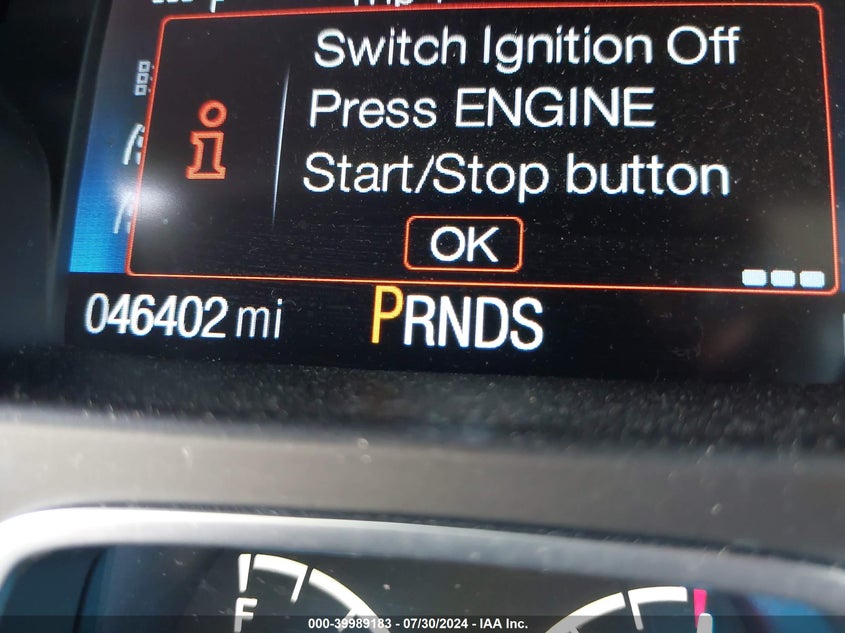 Switch Ignition Off
Press ENGINE
Start/Stop button
OK
046402 mi
PRNDS
F
000-39989183 - 07/30/2024 - IAA Inc.